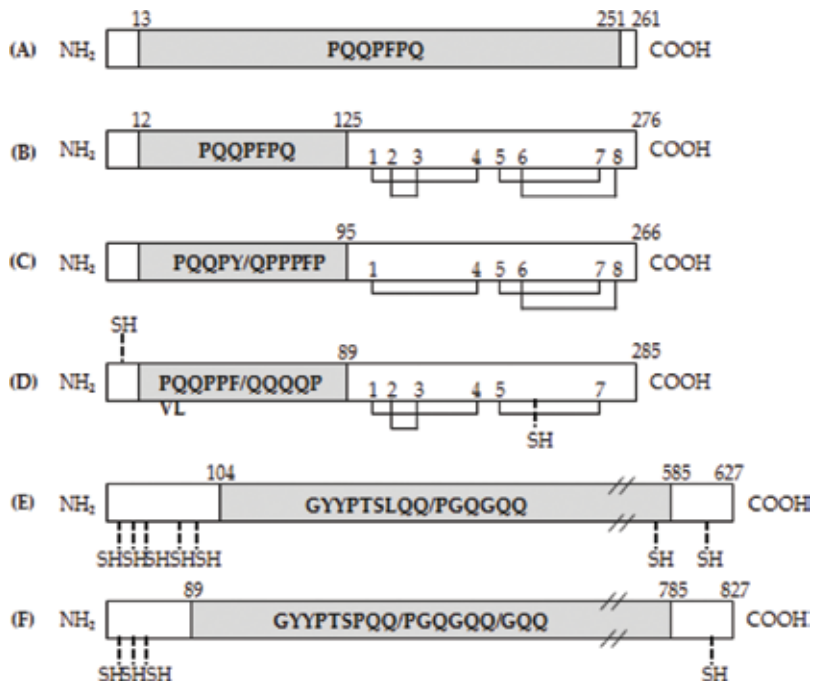 13 251 261
(A) NH₂ PQQPFPQ COOH
12 125 276
(B) NH₂ PQQPFPQ 1 2 3 4 5 6 7 8 COOH
95 266
(C) NH₂ PQQPY/QPPPFP 1 4 5 6 7 8 COOH
SH
89 285
(D) NH₂ PQQPPF/QQQQP 1 2 3 4 5 7 COOH
VL
SH
104 585 627
(E) NH₂ GYYPTSLQQ/PGQGQQ COOH
SH SH SH SH SH SH SH
89 785 827
(F) NH₂ GYYPTSPQQ/PGQGQQ/GQQ COOH
SH SH SH SH